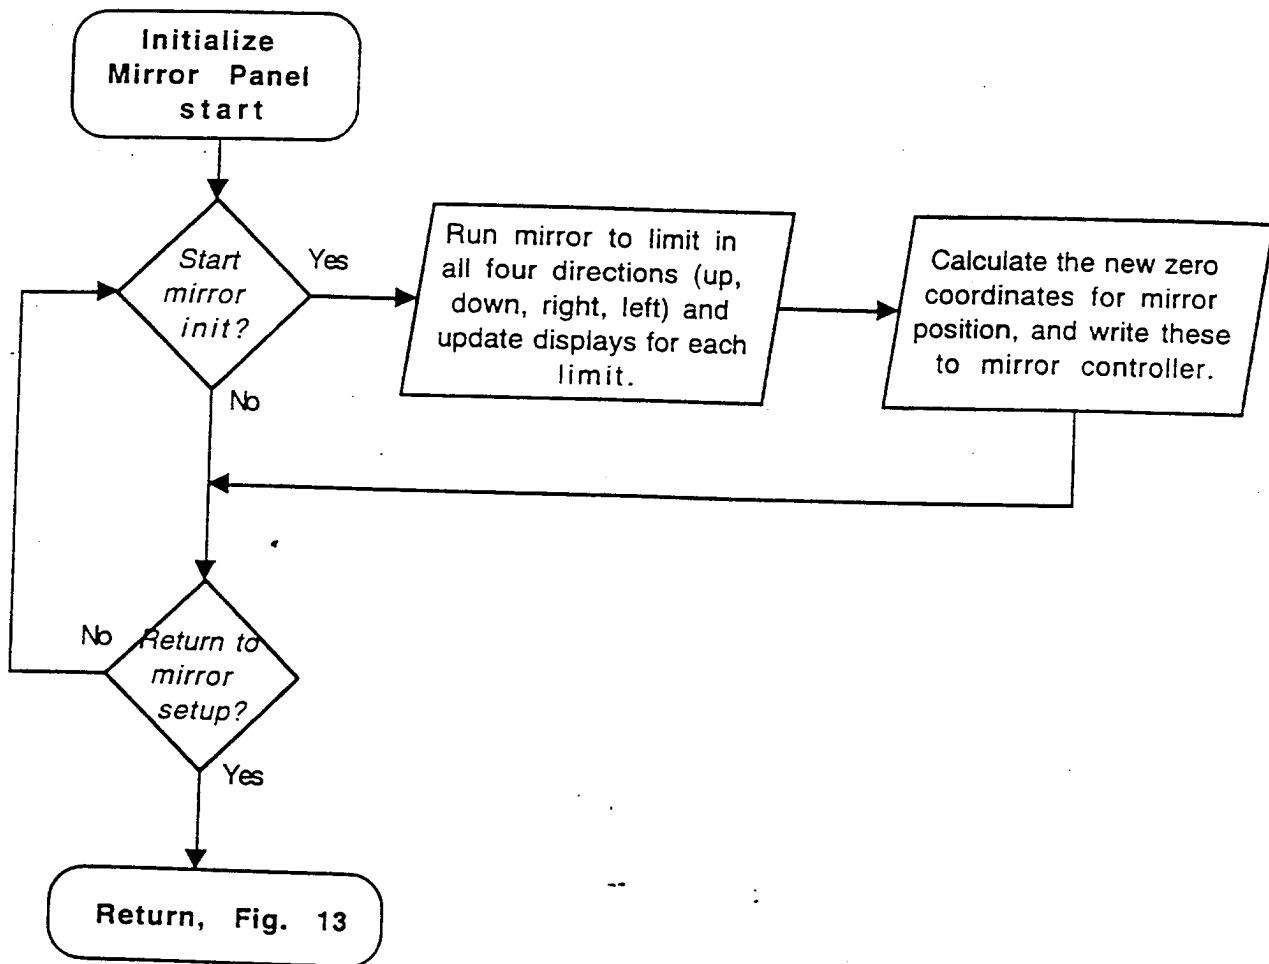 Initialize
Mirror Panel
start
Start
mirror
init?
Yes
No
Run mirror to limit in
all four directions (up,
down, right, left) and
update displays for each
limit.
Calculate the new zero
coordinates for mirror
position, and write these
to mirror controller.
No
Return to
mirror
setup?
Yes
Return, Fig. 13